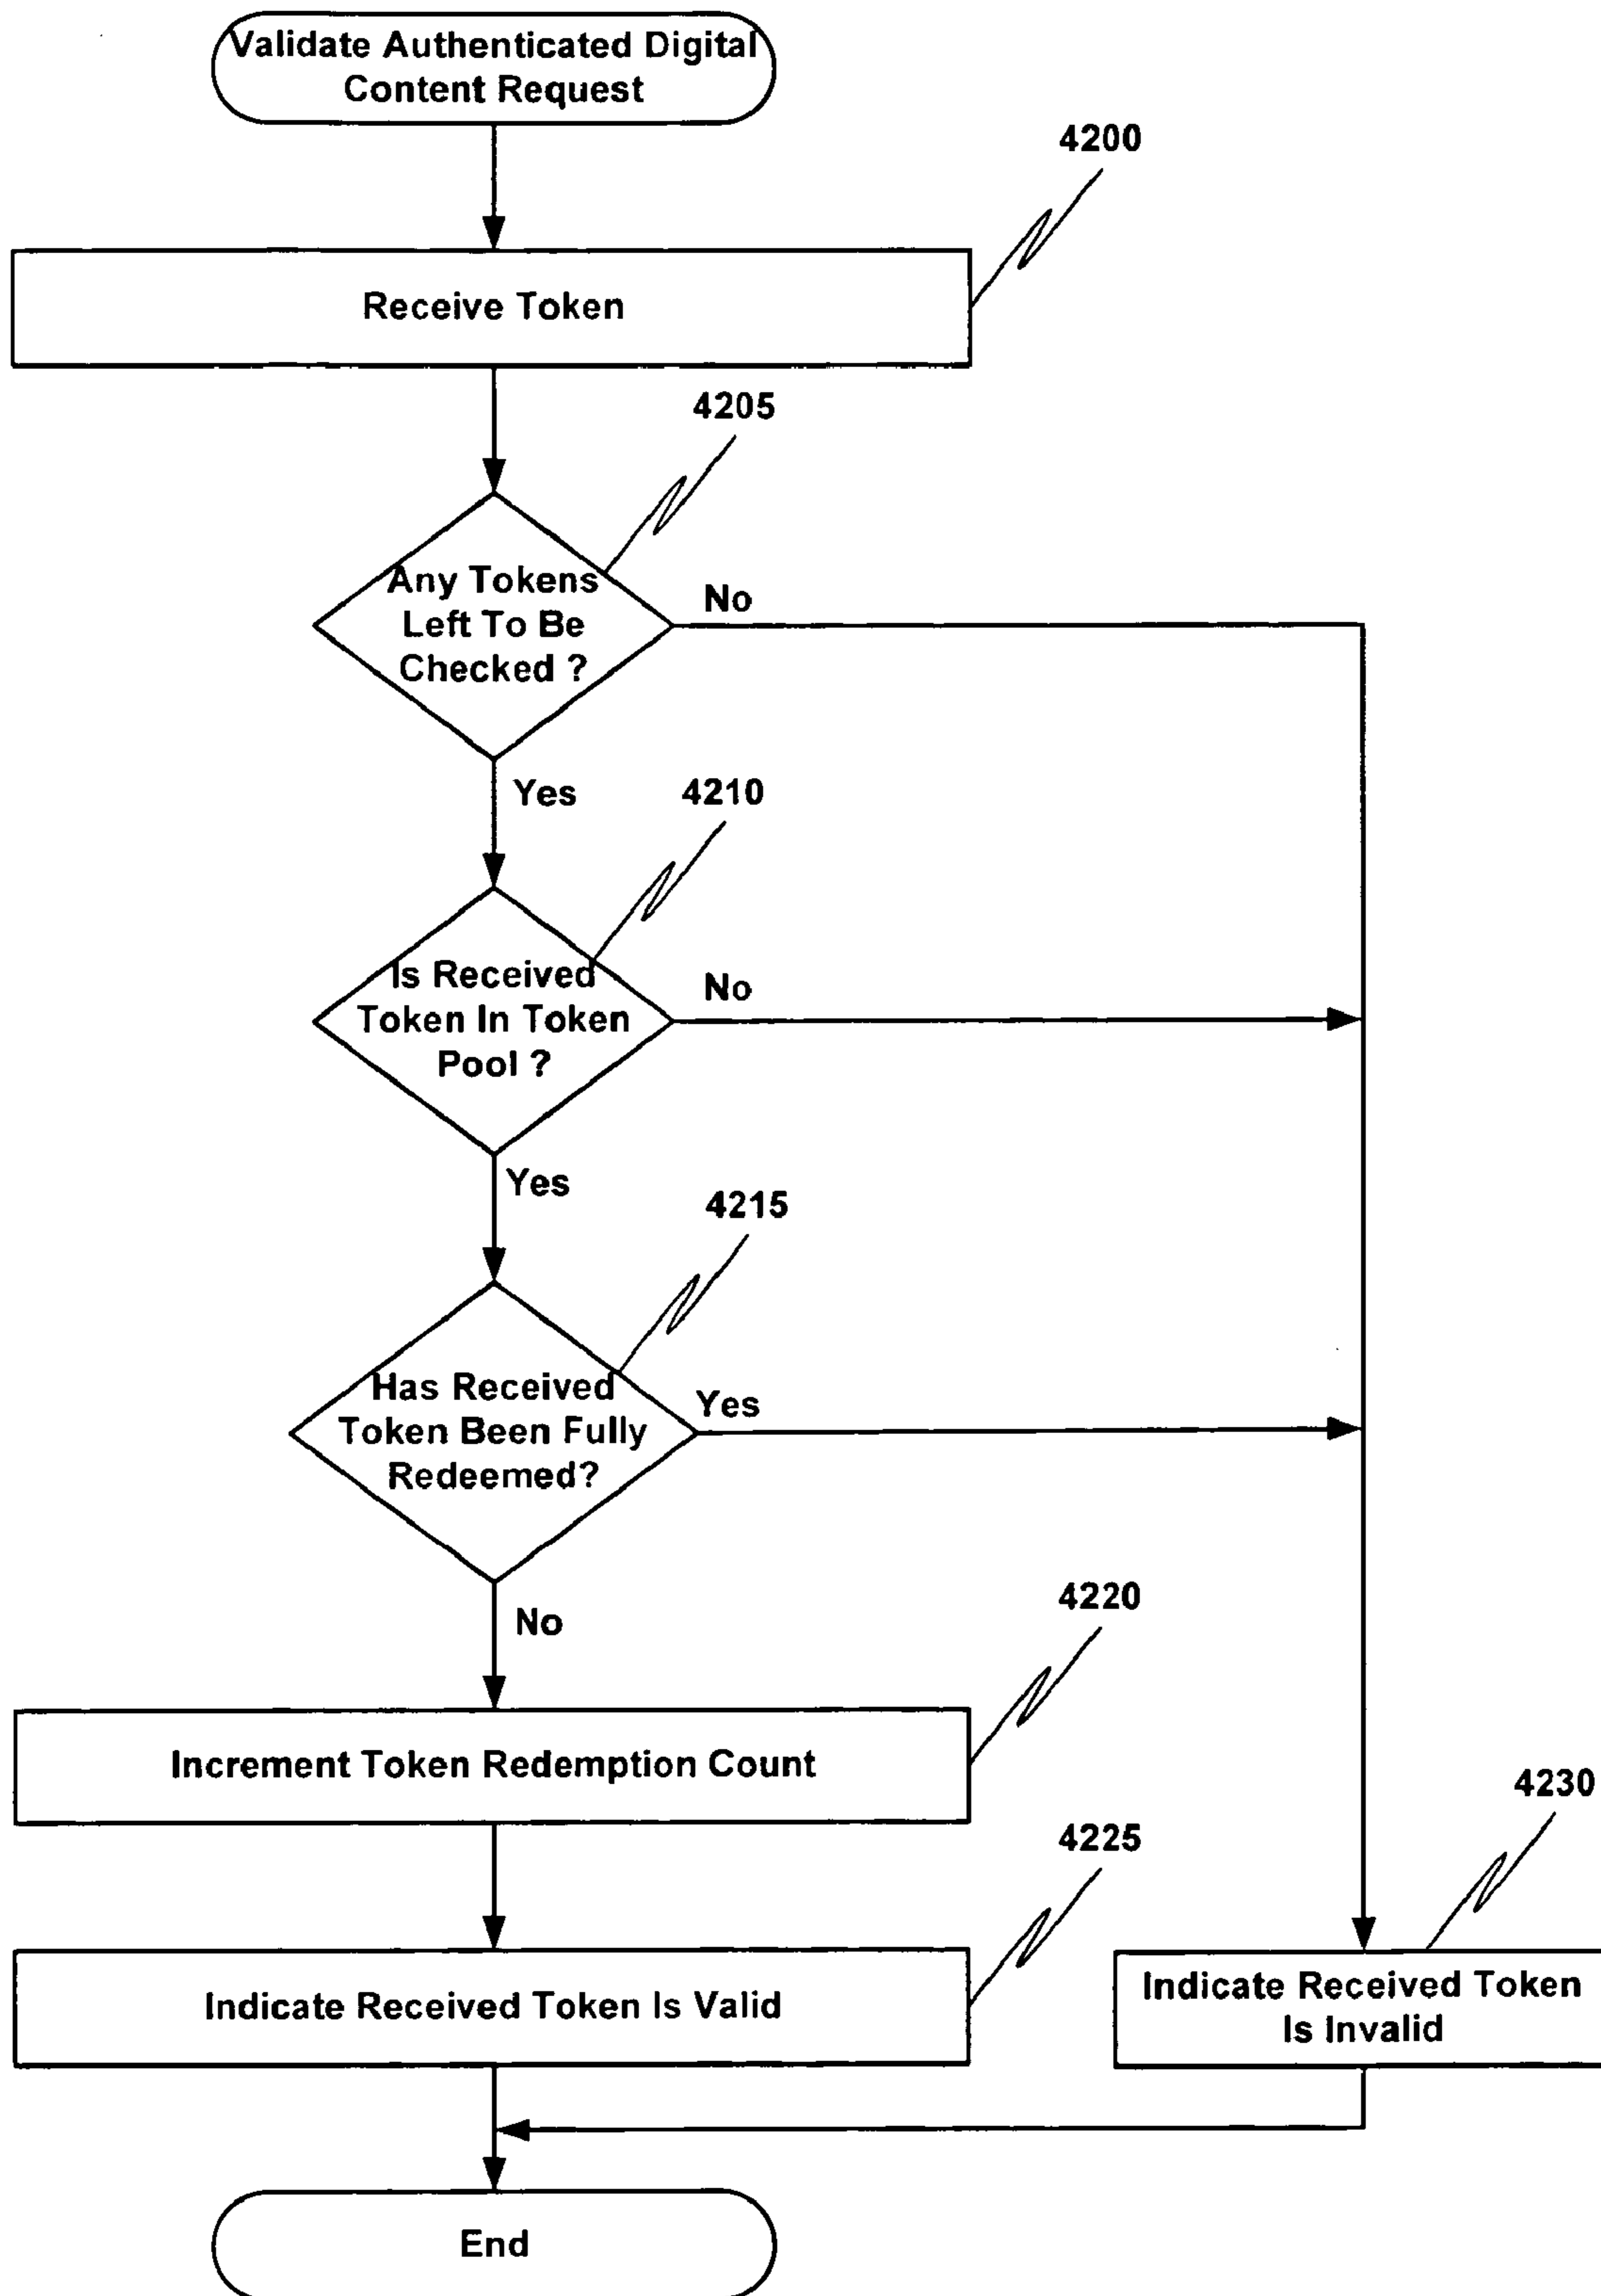 Validate Authenticated Digital
Content Request
4200
Receive Token
4205
Any Tokens
Left To Be
Checked ?
No
Yes
4210
Is Received
Token In Token
Pool ?
No
Yes
4215
Has Received
Token Been Fully
Redeemed?
Yes
No
4220
Increment Token Redemption Count
4230
4225
Indicate Received Token Is Valid
Indicate Received Token
Is Invalid
End